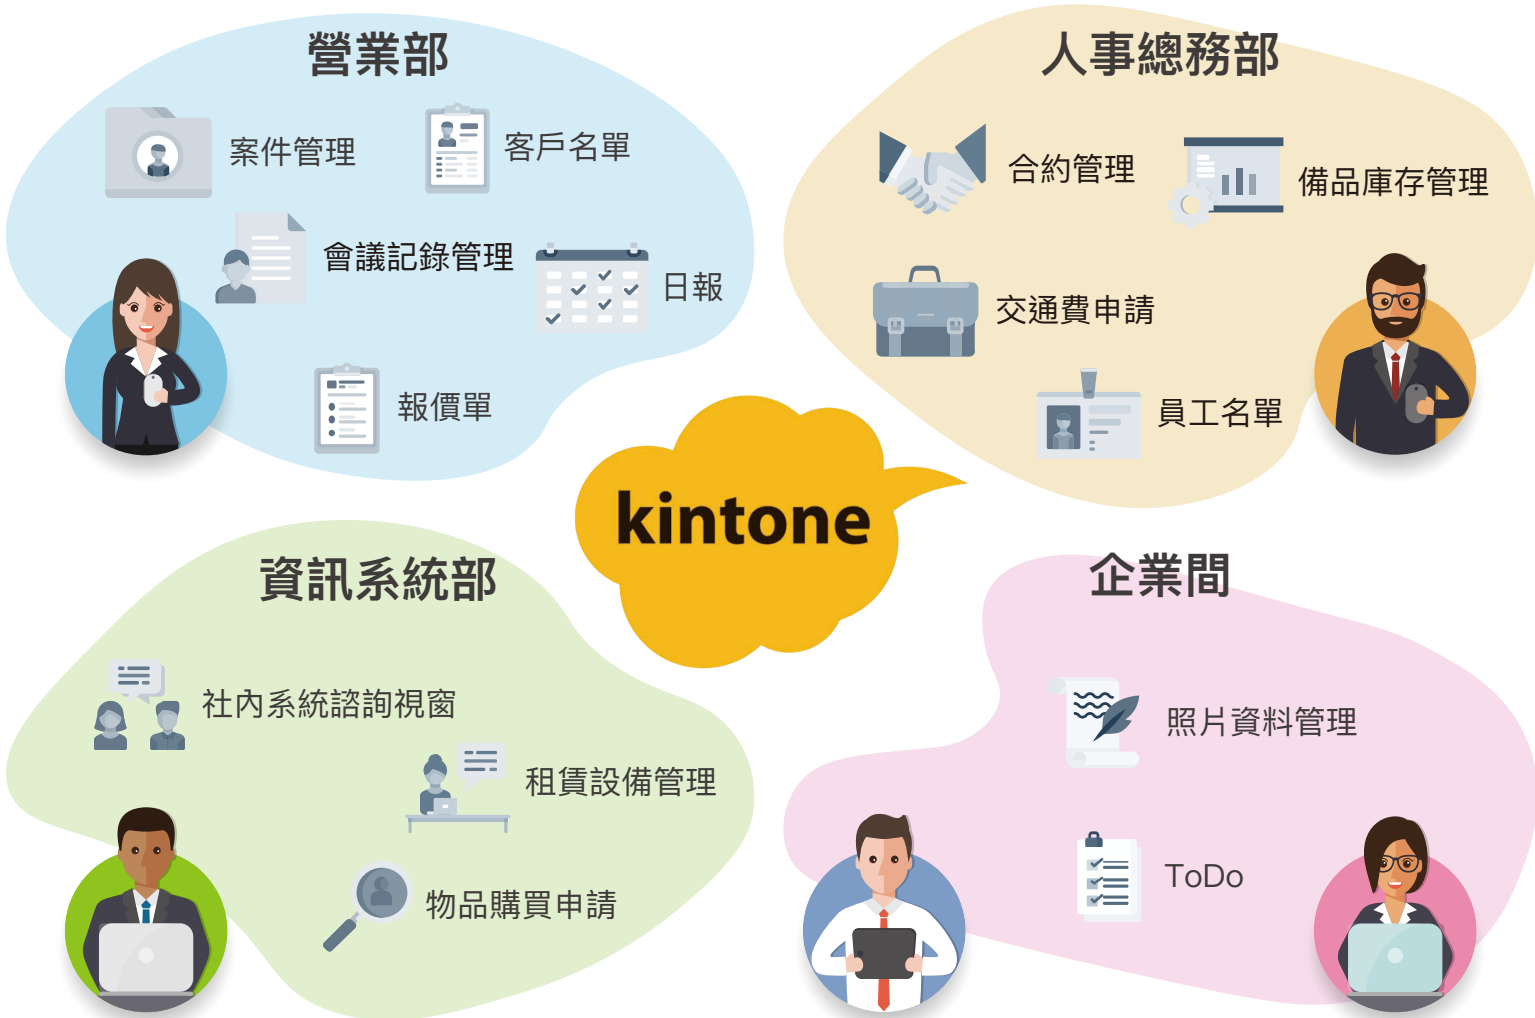 營業部
案件管理
客戶名單
會議記錄管理
日報
報價單
人事總務部
合約管理
備品庫存管理
交通費申請
員工名單
kintone
資訊系統部
社內系統諮詢視窗
租賃設備管理
物品購買申請
企業間
照片資料管理
ToDo